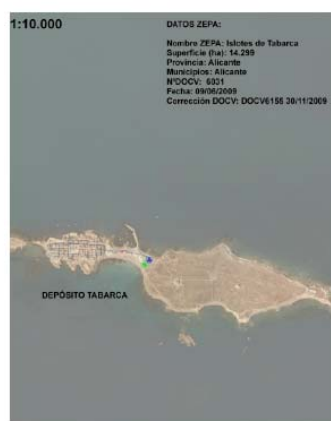 1:10.000
DATOS ZEPA:
Nombre ZEPA: Islotes de Tabarca
Superficie (ha): 14.299
Provincia: Alicante
Municipios: Alicante
NºDOCV: 6031
Fecha: 09/06/2009
Corrección DOCV: DOCV6155 30/11/2009
DEPÓSITO TABARCA